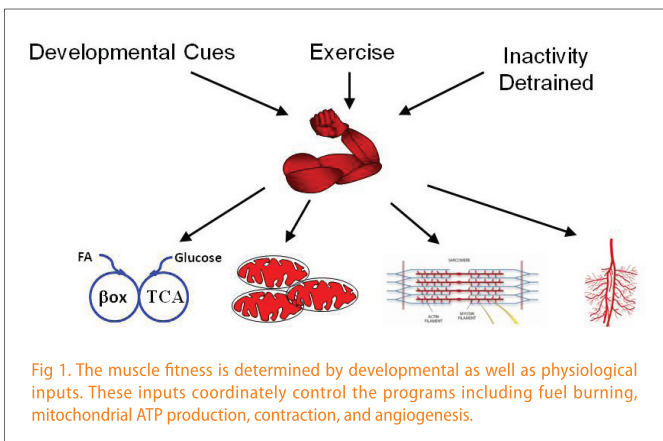 Developmental Cues
Exercise
Inactivity
Detrained
FA
Glucose
βox
TCA
SARCOMERE
ACTIN
FILAMENT
MYOSIN
FILAMENT
Fig 1. The muscle fitness is determined by developmental as well as physiological
inputs. These inputs coordinately control the programs including fuel burning,
mitochondrial ATP production, contraction, and angiogenesis.